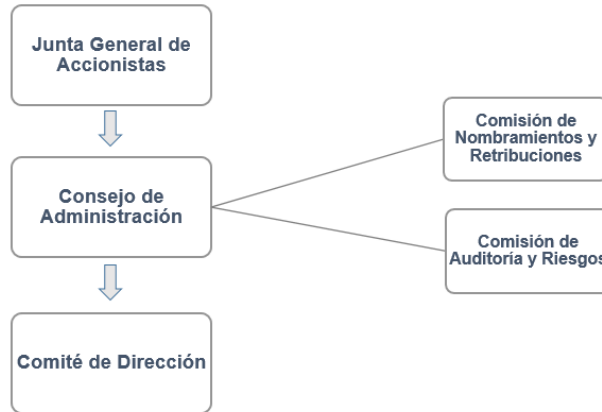 Junta General de
Accionistas
Consejo de
Administración
Comité de Dirección
Comisión de
Nombramientos y
Retribuciones
Comisión de
Auditoría y Riesgos